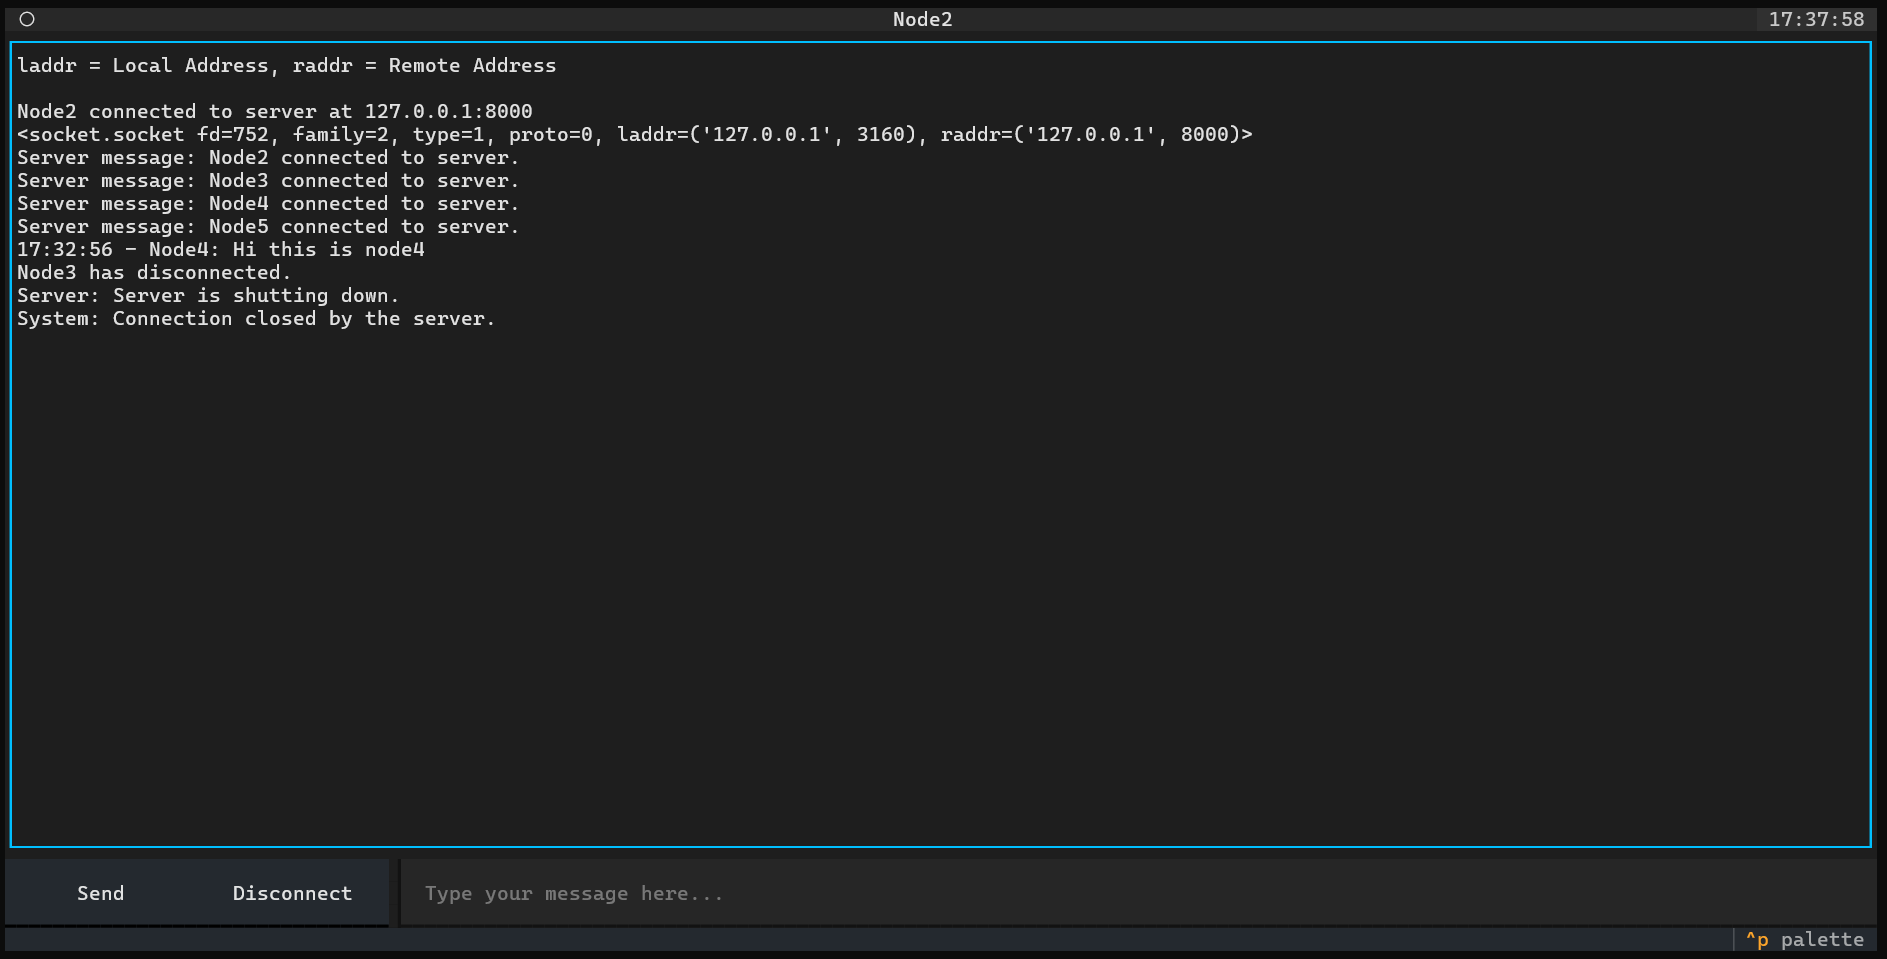 Node2 17:37:58
laddr = Local Address, raddr = Remote Address
Node2 connected to server at 127.0.0.1:8000
<socket.socket fd=752, family=2, type=1, proto=0, laddr=('127.0.0.1', 3160), raddr=('127.0.0.1', 8000)>
Server message: Node2 connected to server.
Server message: Node3 connected to server.
Server message: Node4 connected to server.
Server message: Node5 connected to server.
17:32:56 - Node4: Hi this is node4
Node3 has disconnected.
Server: Server is shutting down.
System: Connection closed by the server.
Send Disconnect Type your message here...
^p palette